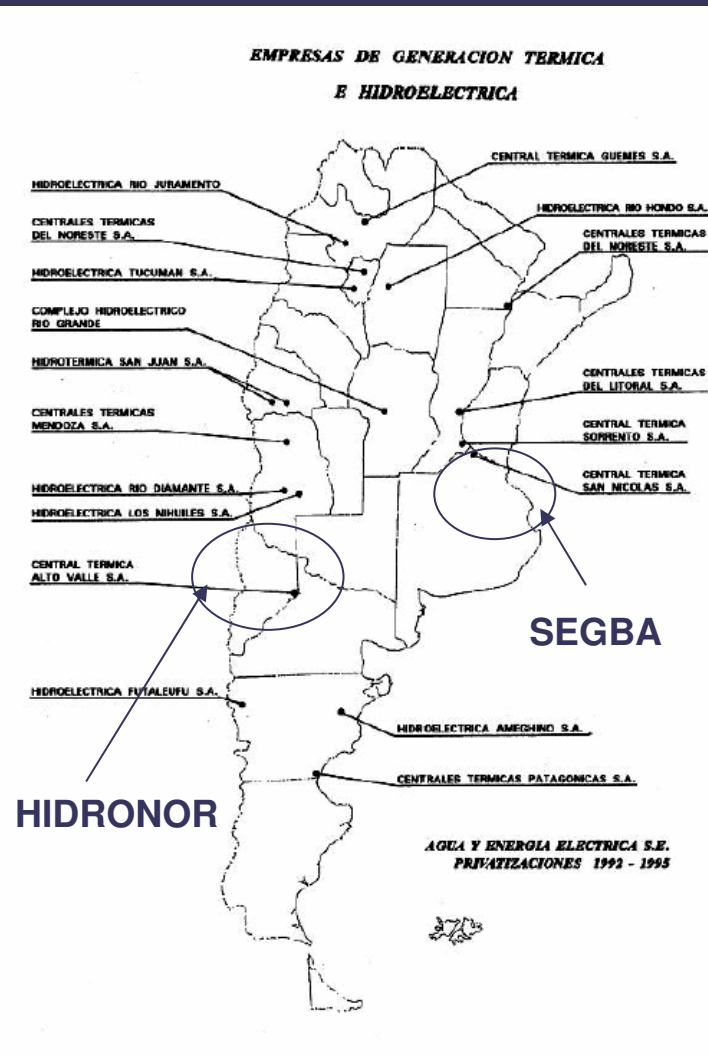 EMPRESAS DE GENERACION TERMICA
E HIDROELECTRICA
CENTRAL TERMICA GUEMES S.A.
HIDROELECTRICA RIO JURAMENTO
HIDROELECTRICA RIO HONDO S.A.
CENTRALES TERMICAS
DEL NORESTE S.A.
CENTRALES TERMICAS
DEL NORESTE S.A.
HIDROELECTRICA TUCUMAN S.A.
COMPLEJO HIDROELECTRICO
RIO GRANDE
HIDROTERMICA SAN JUAN S.A.
CENTRALES TERMICAS
DEL LITORAL S.A.
CENTRALES TERMICAS
MENDOZA S.A.
CENTRAL TERMICA
SORRENTO S.A.
CENTRAL TERMICA
SAN NICOLAS S.A.
HIDROELECTRICA RIO DIAMANTE S.A.
HIDROELECTRICA LOS NIHUILES S.A.
CENTRAL TERMICA
ALTO VALLE S.A.
SEGBA
HIDROELECTRICA FUTALEUFU S.A.
HIDROELECTRICA AMEGHINO S.A.
CENTRALES TERMICAS PATAGONICAS S.A.
HIDRONOR
AGUA Y ENERGIA ELECTRICA S.E.
PRIVATIZACIONES 1992 - 1995